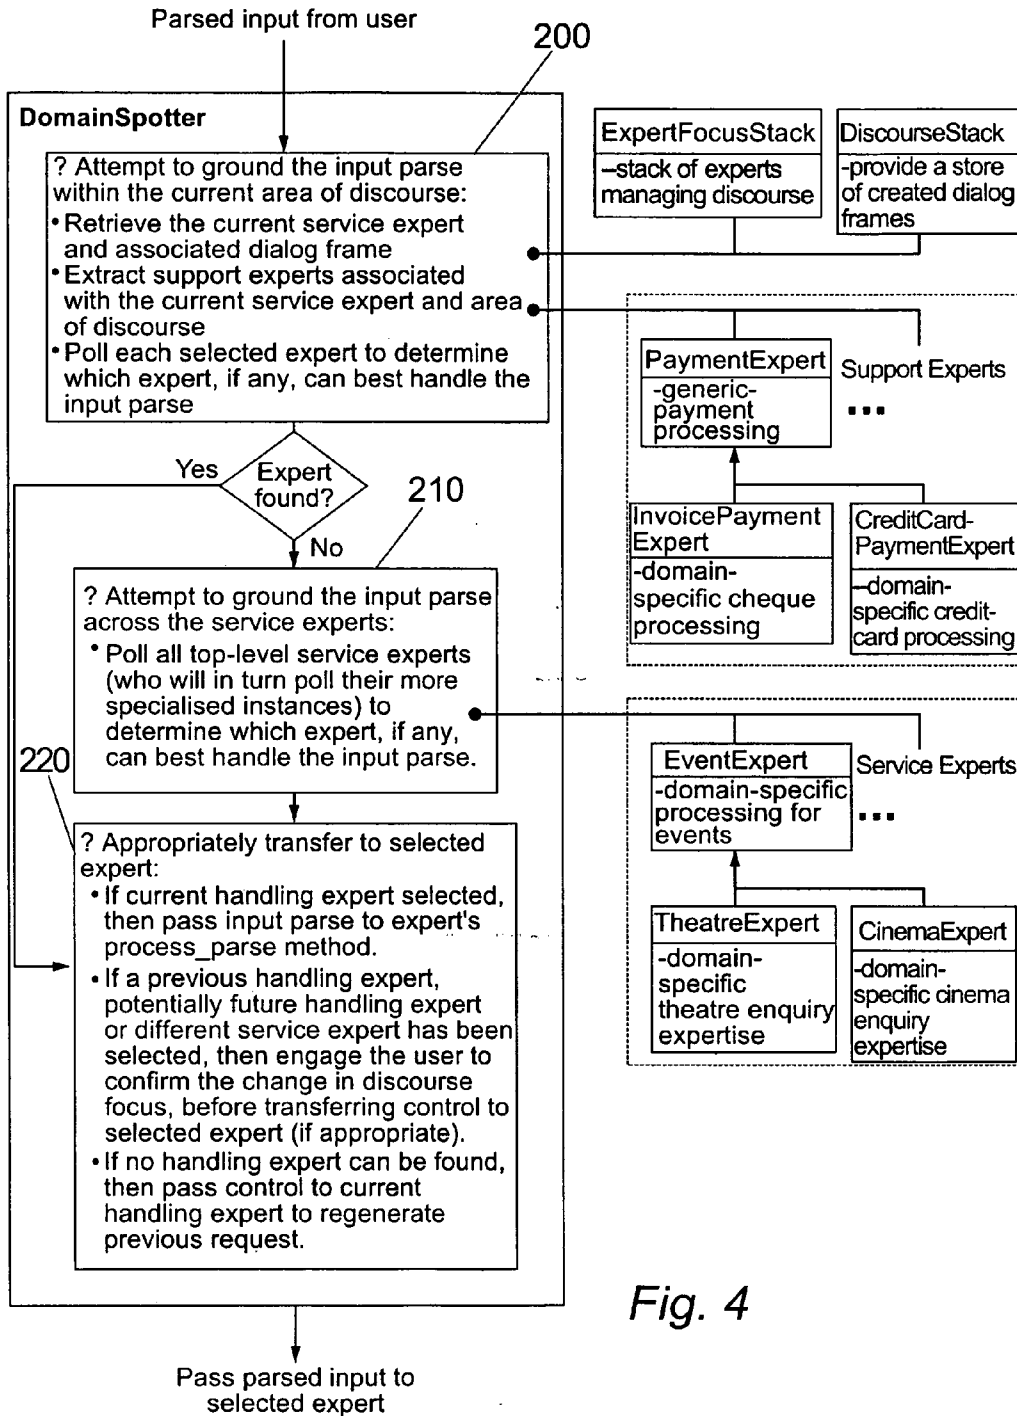 Parsed input from user
200
DomainSpotter
? Attempt to ground the input parse
within the current area of discourse:
• Retrieve the current service expert
and associated dialog frame
• Extract support experts associated
with the current service expert and area
of discourse
• Poll each selected expert to determine
which expert, if any, can best handle the
input parse
ExpertFocusStack
–stack of experts
managing discourse
DiscourseStack
-provide a store
of created dialog
frames
PaymentExpert
-generic-
payment
processing
Support Experts
...
InvoicePayment
Expert
-domain-
specific cheque
processing
CreditCard-
PaymentExpert
–domain-
specific credit-
card processing
Yes
Expert
found?
No
210
? Attempt to ground the input parse
across the service experts:
• Poll all top-level service experts
(who will in turn poll their more
specialised instances) to
determine which expert, if any,
can best handle the input parse.
EventExpert
-domain-specific
processing for
events
Service Experts
...
TheatreExpert
-domain-
specific
theatre enquiry
expertise
CinemaExpert
-domain-
specific cinema
enquiry
expertise
220
? Appropriately transfer to selected
expert:
• If current handling expert selected,
then pass input parse to expert's
process_parse method.
• If a previous handling expert,
potentially future handling expert
or different service expert has been
selected, then engage the user to
confirm the change in discourse
focus, before transferring control to
selected expert (if appropriate).
• If no handling expert can be found,
then pass control to current
handling expert to regenerate
previous request.
Fig. 4
Pass parsed input to
selected expert